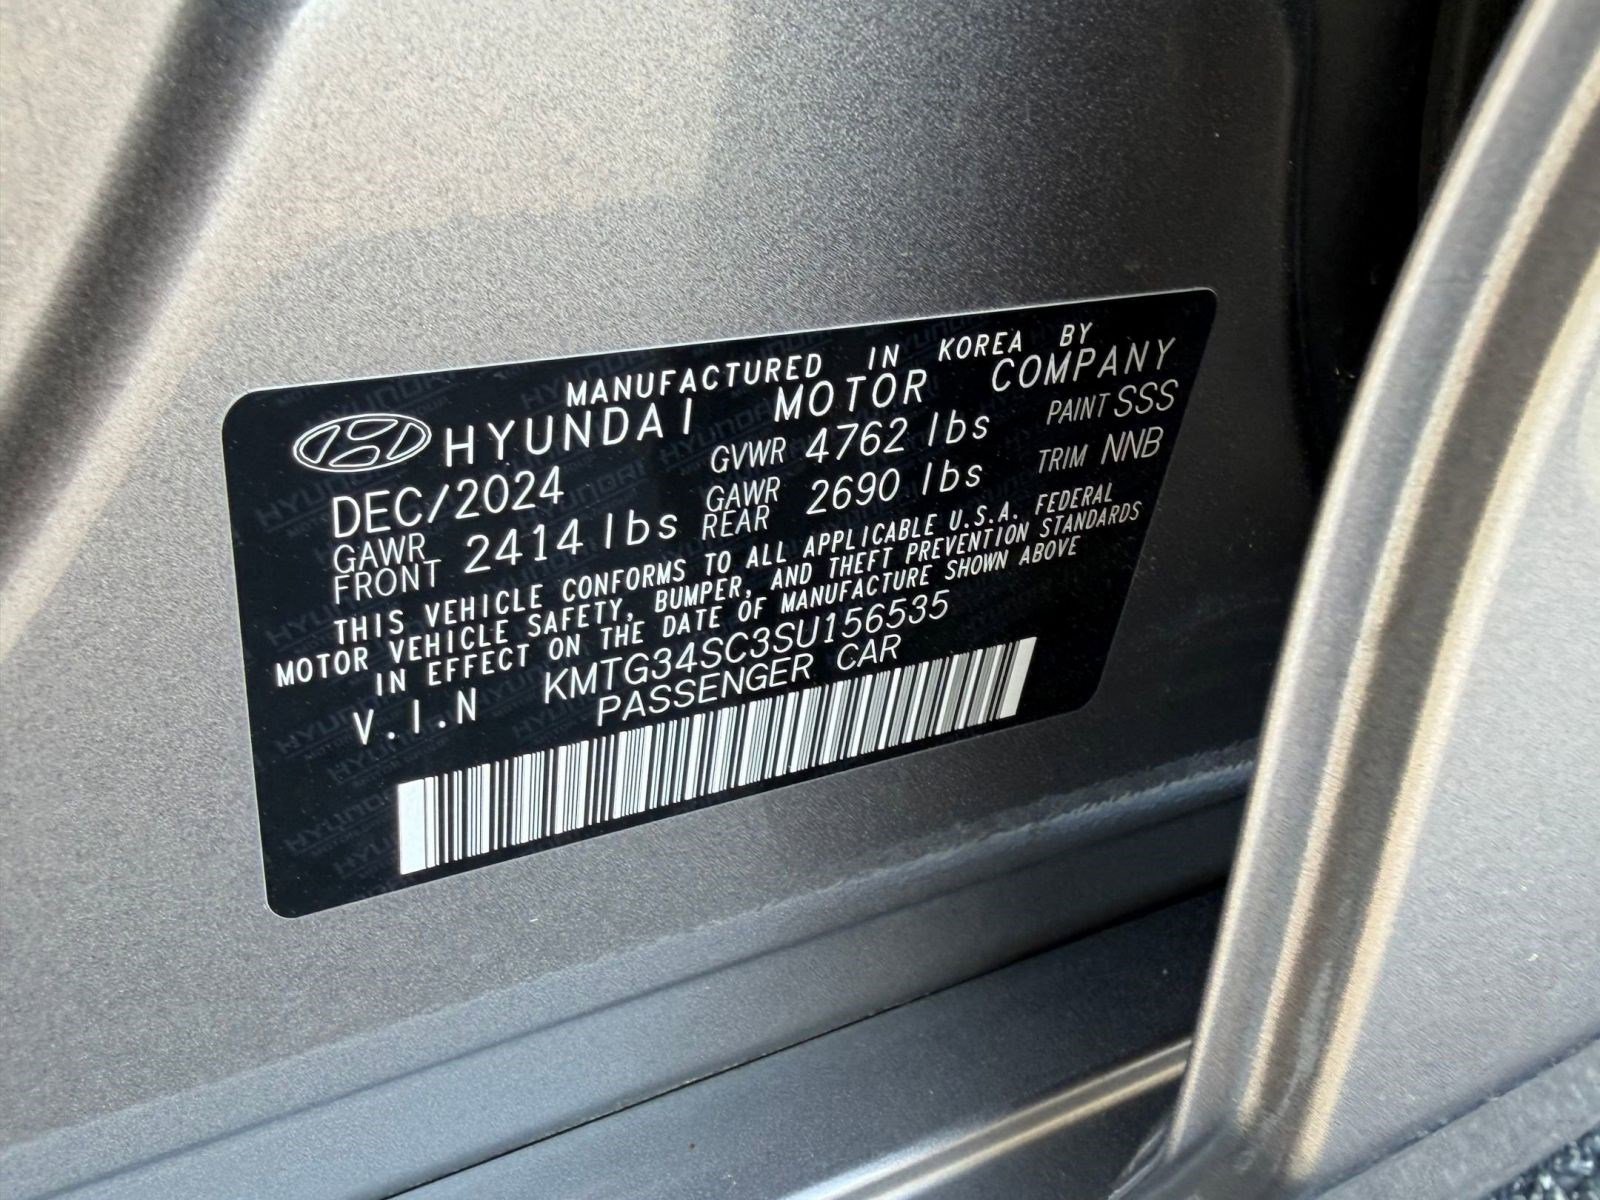 MANUFACTURED IN KOREA BY
HYUNDAI MOTOR COMPANY
DEC/2024 GVWR 4762 lbs PAINT SSS
GAWR FRONT 2414 lbs GAWR REAR 2690 lbs TRIM NNB
THIS VEHICLE CONFORMS TO ALL APPLICABLE U.S.A. FEDERAL
MOTOR VEHICLE SAFETY, BUMPER, AND THEFT PREVENTION STANDARDS
IN EFFECT ON THE DATE OF MANUFACTURE SHOWN ABOVE
V.I.N KMTG34SC3SU156535
PASSENGER CAR